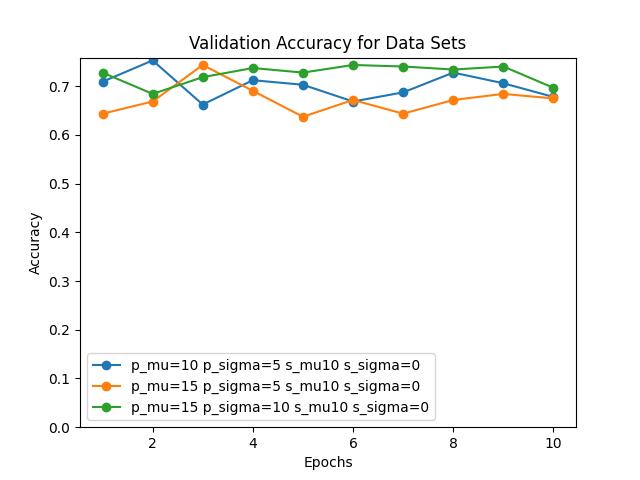 Validation Accuracy for Data Sets
0.7
0.6
0.5
0.4
0.3
0.2
0.1
0.0
Accuracy
p_mu=10 p_sigma=5 s_mu10 s_sigma=0
p_mu=15 p_sigma=5 s_mu10 s_sigma=0
p_mu=15 p_sigma=10 s_mu10 s_sigma=0
2 4 6 8 10
Epochs